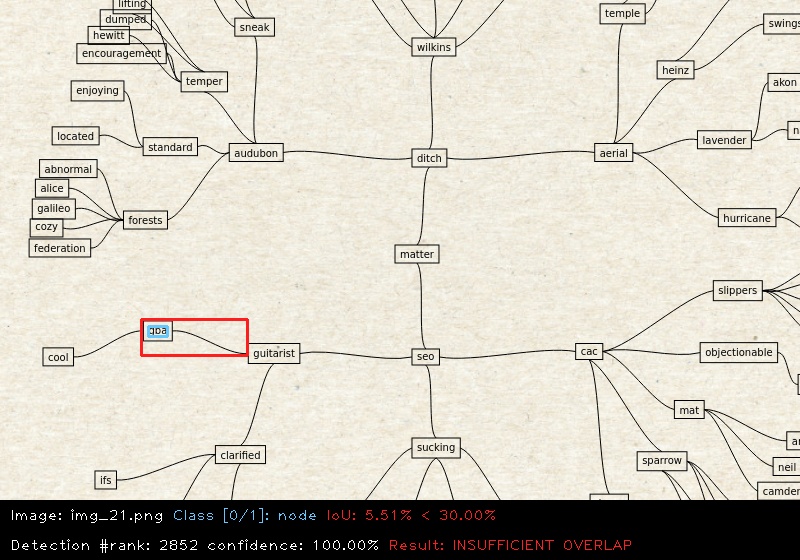 lifting
dumped
hewitt
encouragement
temper
enjoying
located
standard
abnormal
alice
galileo
cozy
federation
forests
sneak
audubon
wilkins
ditch
matter
temple
heinz
swings
akon
lavender
aerial
hurricane
slippers
gpa
cool
guitarist
seo
cac
objectionable
mat
neil
camden
sparrow
sucking
clarified
ifs
Image: img_21.png Class [0/1]: node IoU: 5.51% < 30.00%
Detection #rank: 2852 confidence: 100.00% Result: INSUFFICIENT OVERLAP